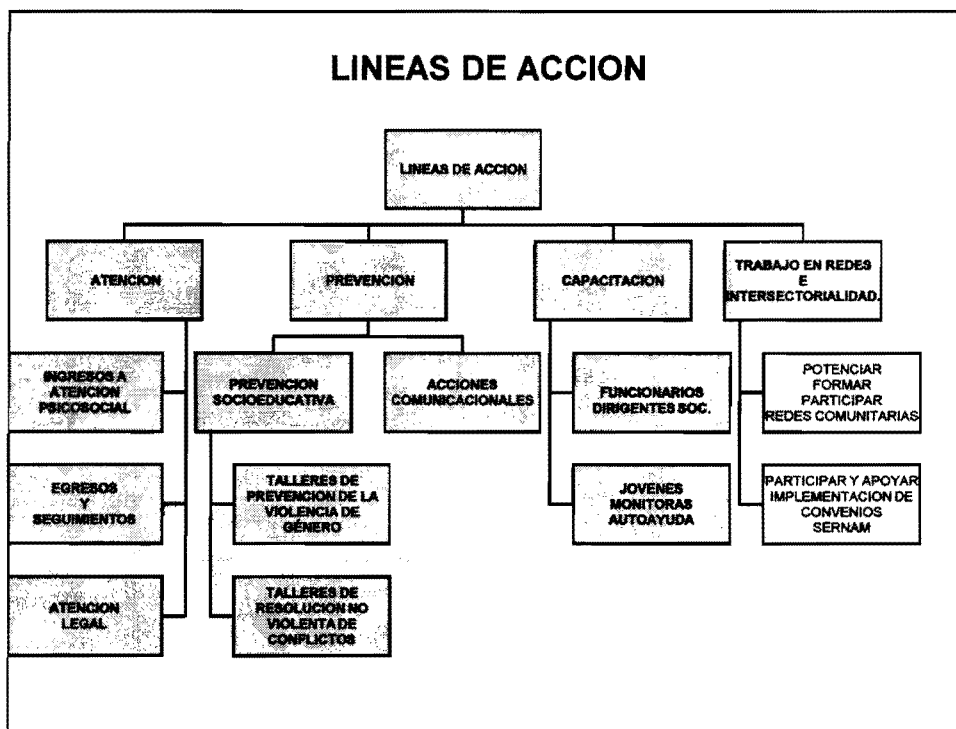 LINEAS DE ACCION
LINEAS DE ACCION
ATENCION
PREVENCION
CAPACITACION
TRABAJO EN REDES
E
INTERSECTORIALIDAD.
INGRESOS A
ATENCION
PSICOSOCIAL
PREVENCION
SOCIOEDUCATIVA
ACCIONES
COMUNICACIONALES
FUNCIONARIOS
DIRIGENTES SOC.
POTENCIAR
FORMAR
PARTICIPAR
REDES COMUNITARIAS
EGRESOS
Y
SEGUIMIENTOS
TALLERES DE
PREVENCION DE LA
VIOLENCIA DE
GÉNERO
JOVENES
MONITORAS
AUTOAYUDA
PARTICIPAR Y APOYAR
IMPLEMENTACION DE
CONVENIOS
SERNAM
ATENCION
LEGAL
TALLERES DE
RESOLUCION NO
VIOLENTA DE
CONFLICTOS